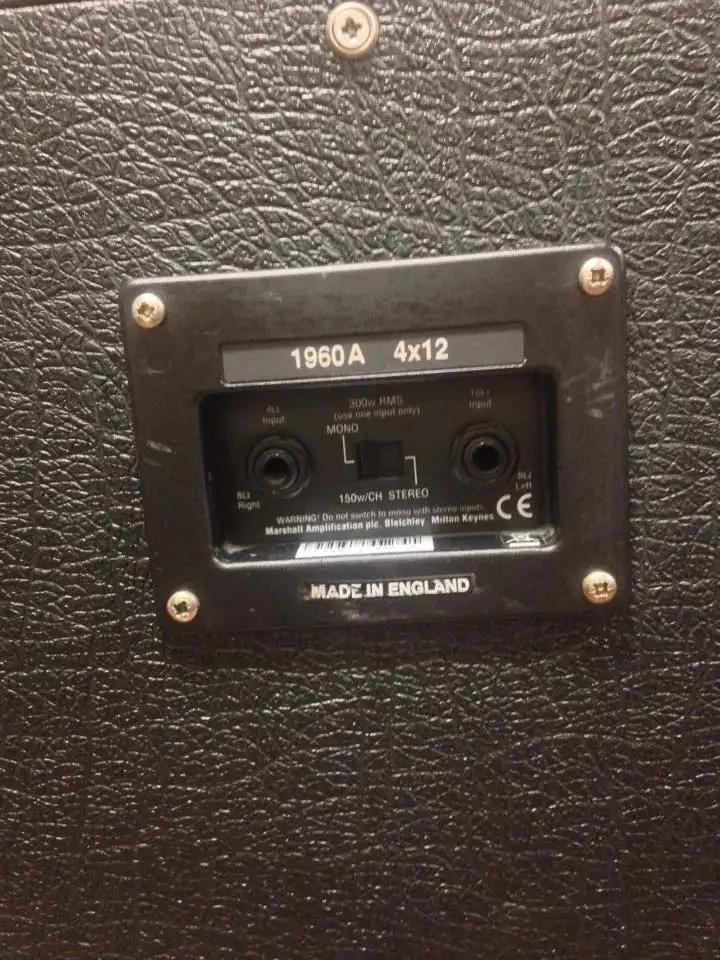 1960A 4x12
300w RMS
(use one input only)
4Ω
Input
16Ω
Input
MONO
8Ω
Right
8Ω
Left
150w/CH STEREO
WARNING! Do not switch to mono with stereo inputs
Marshall Amplification plc. Bletchley Milton Keynes
CE
MADE IN ENGLAND